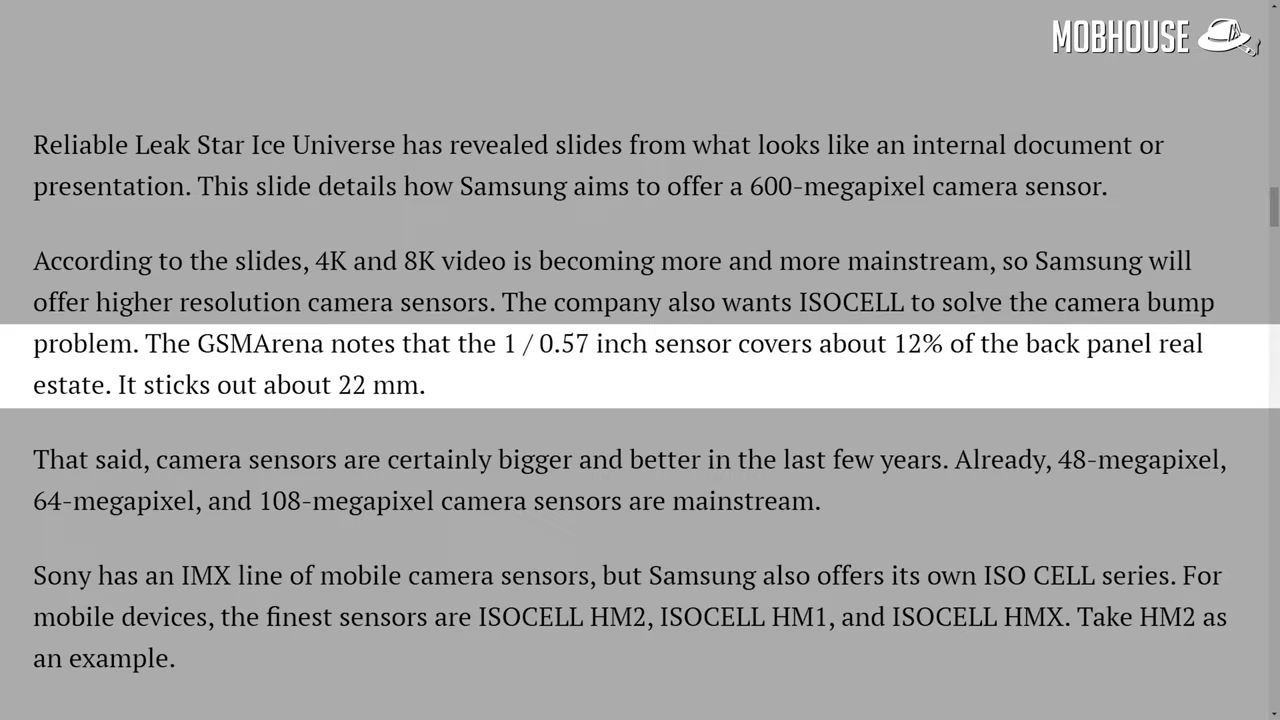 MOBHOUSE
Reliable Leak Star Ice Universe has revealed slides from what looks like an internal document or
presentation. This slide details how Samsung aims to offer a 600-megapixel camera sensor.
According to the slides, 4K and 8K video is becoming more and more mainstream, so Samsung will
offer higher resolution camera sensors. The company also wants ISOCELL to solve the camera bump
problem. The GSMArena notes that the 1 / 0.57 inch sensor covers about 12% of the back panel real
estate. It sticks out about 22 mm.
That said, camera sensors are certainly bigger and better in the last few years. Already, 48-megapixel,
64-megapixel, and 108-megapixel camera sensors are mainstream.
Sony has an IMX line of mobile camera sensors, but Samsung also offers its own ISO CELL series. For
mobile devices, the finest sensors are ISOCELL HM2, ISOCELL HM1, and ISOCELL HMX. Take HM2 as
an example.